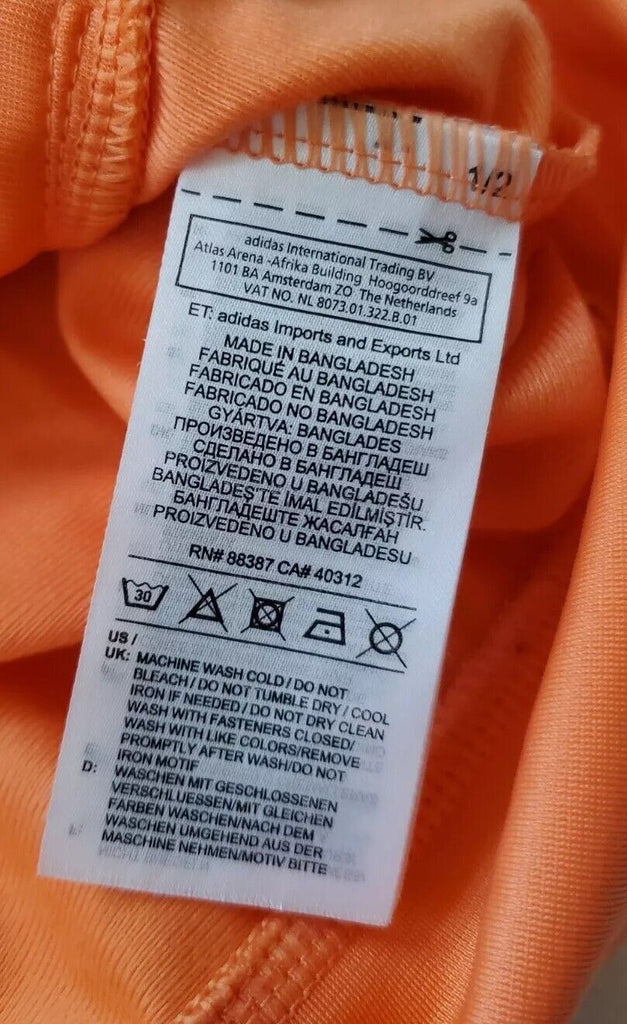 1/2
adidas International Trading BV
Atlas Arena -Afrika Building Hoogoorddreef 9a
1101 BA Amsterdam ZO The Netherlands
VAT NO. NL 8073.01.322.B.01
ET: adidas Imports and Exports Ltd
MADE IN BANGLADESH
FABRIQUÉ AU BANGLADESH
FABRICADO EN BANGLADESH
FABRICADO NO BANGLADESH
GYÁRTVA: BANGLADES
ПРОИЗВЕДЕНО В БАНГЛАДЕШ
СДЕЛАНО В БАНГЛАДЕШ
PROIZVEDENO U BANGLADEŠU
BANGLADEŞ'TE İMAL EDİLMİŞTİR.
БАНГЛАДЕШТЕ ЖАСАЛҒАН
PROIZVEDENO U BANGLADESU
RN# 88387 CA# 40312
30
US /
UK: MACHINE WASH COLD / DO NOT
BLEACH / DO NOT TUMBLE DRY / COOL
IRON IF NEEDED / DO NOT DRY CLEAN
WASH WITH FASTENERS CLOSED/
WASH WITH LIKE COLORS/REMOVE
PROMPTLY AFTER WASH/DO NOT
IRON MOTIF
D: WASCHEN MIT GESCHLOSSENEN
VERSCHLUESSEN/MIT GLEICHEN
FARBEN WASCHEN/NACH DEM
WASCHEN UMGEHEND AUS DER
MASCHINE NEHMEN/MOTIV BITTE